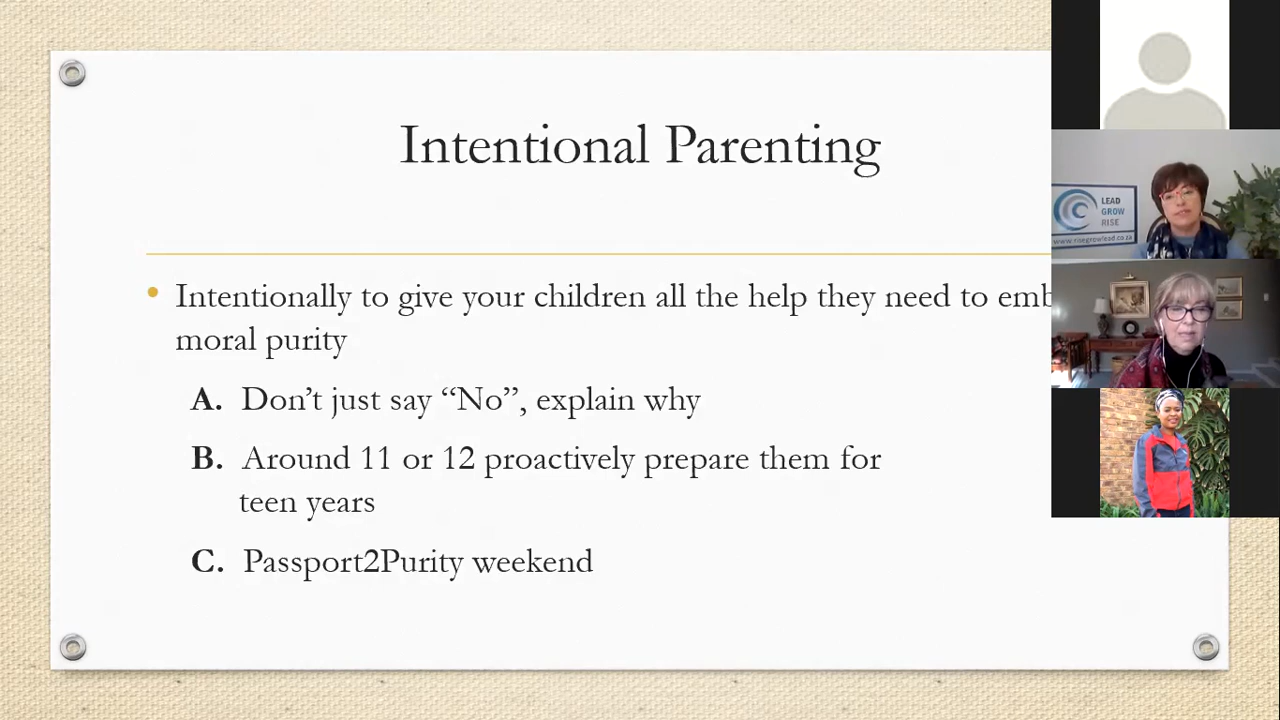 Intentional Parenting
Intentionally to give your children all the help they need to
moral purity
A. Don’t just say “No”, explain why
B. Around 11 or 12 proactively prepare them for
teen years
C. Passport2Purity weekend
LEAD
GROW
RISE
www.risegrowlead.co.za